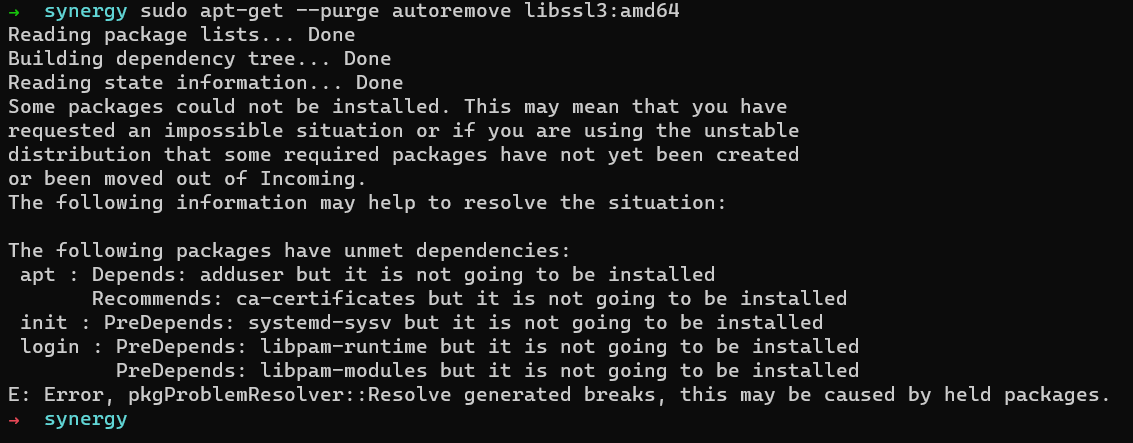 →  synergy sudo apt-get --purge autoremove libssl3:amd64
Reading package lists... Done
Building dependency tree... Done
Reading state information... Done
Some packages could not be installed. This may mean that you have
requested an impossible situation or if you are using the unstable
distribution that some required packages have not yet been created
or been moved out of Incoming.
The following information may help to resolve the situation:

The following packages have unmet dependencies:
 apt : Depends: adduser but it is not going to be installed
       Recommends: ca-certificates but it is not going to be installed
 init : PreDepends: systemd-sysv but it is not going to be installed
 login : PreDepends: libpam-runtime but it is not going to be installed
         PreDepends: libpam-modules but it is not going to be installed
E: Error, pkgProblemResolver::Resolve generated breaks, this may be caused by held packages.
→  synergy